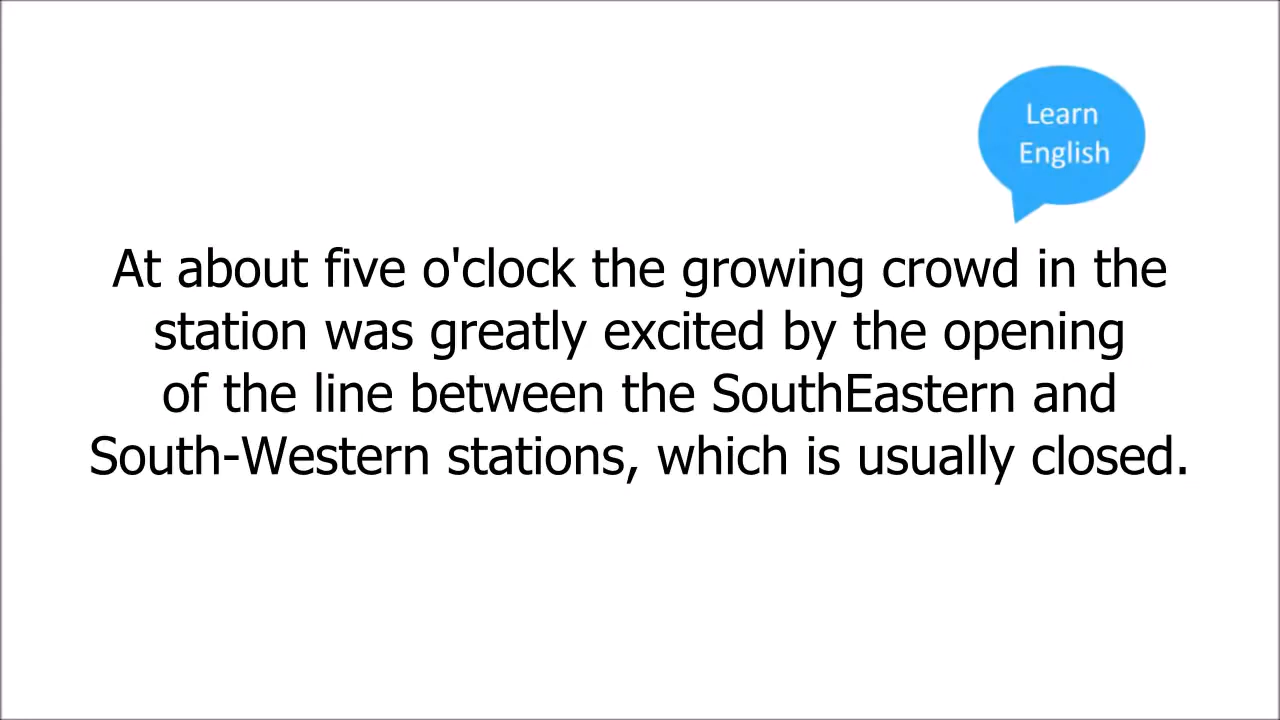 Learn
English
At about five o'clock the growing crowd in the
station was greatly excited by the opening
of the line between the SouthEastern and
South-Western stations, which is usually closed.